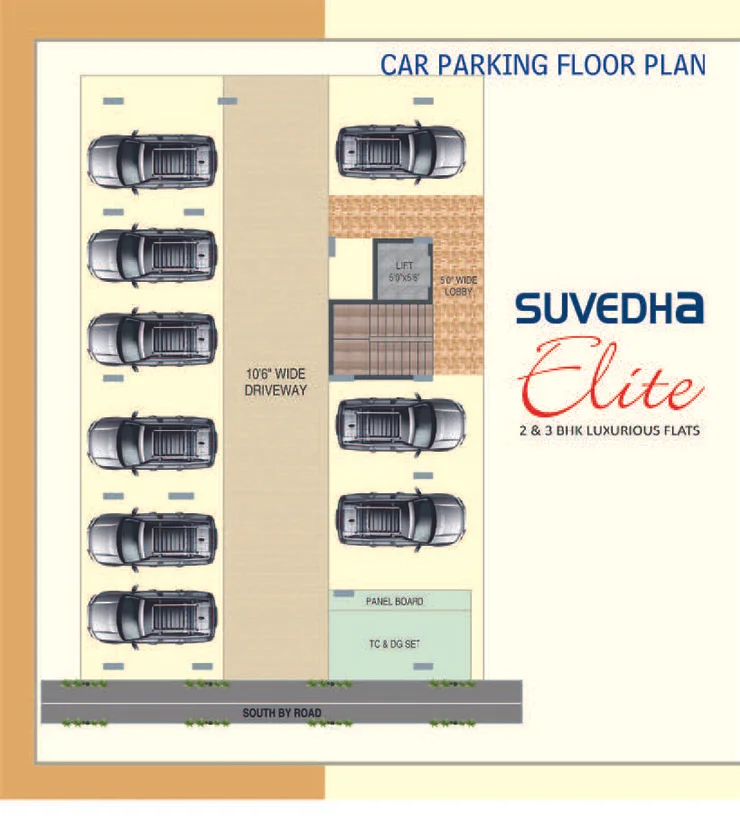 CAR PARKING FLOOR PLAN
LIFT
5'0"x5'6"
5'0" WIDE
LOBBY
SUVEDHa
Elite
2 & 3 BHK LUXURIOUS FLATS
10'6" WIDE
DRIVEWAY
PANEL BOARD
TC & DG SET
SOUTH BY ROAD